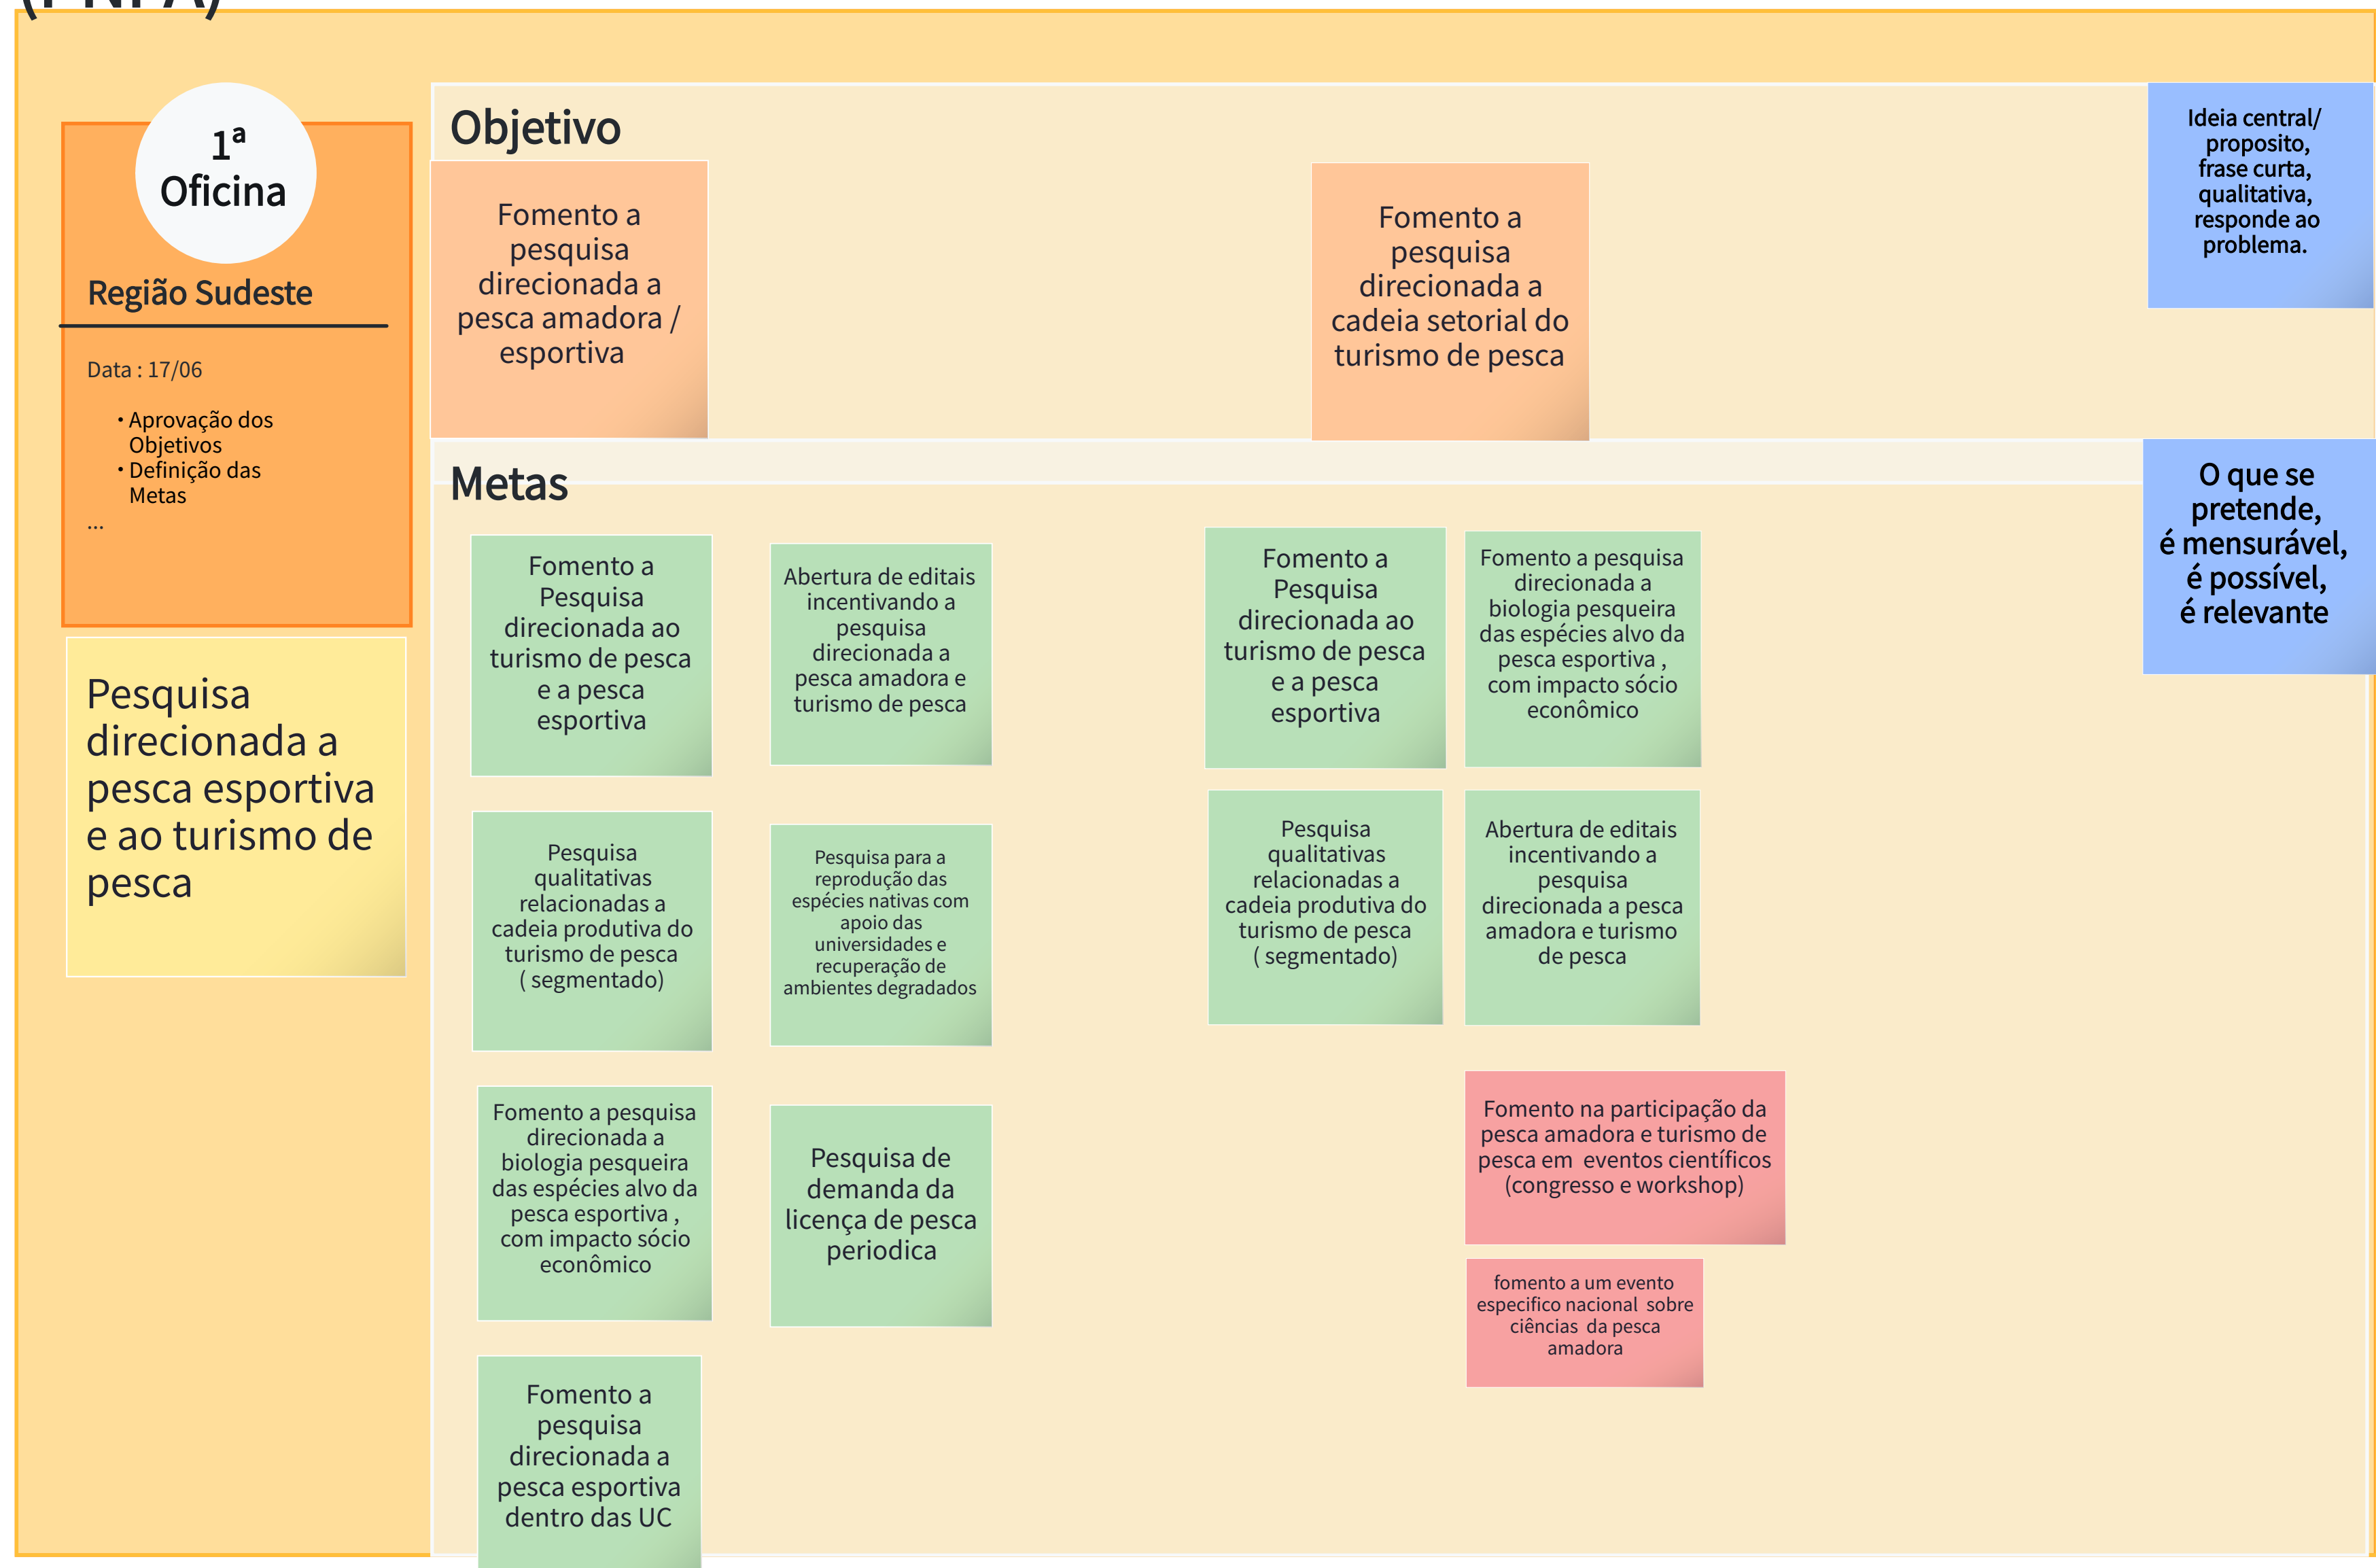 1ª
Oficina
Região Sudeste
Data : 17/06
• Aprovação dos
Objetivos
• Definição das
Metas
...
Pesquisa
direcionada a
pesca esportiva
e ao turismo de
pesca
Objetivo
Fomento a
pesquisa
direcionada a
pesca amadora /
esportiva
Fomento a
pesquisa
direcionada a
cadeia setorial do
turismo de pesca
Ideia central/
proposito,
frase curta,
qualitativa,
responde ao
problema.
Metas
O que se
pretende,
é mensurável,
é possível,
é relevante
Fomento a
Pesquisa
direcionada ao
turismo de pesca
e a pesca
esportiva
Abertura de editais
incentivando a
pesquisa
direcionada a
pesca amadora e
turismo de pesca
Pesquisa
qualitativas
relacionadas a
cadeia produtiva do
turismo de pesca
( segmentado)
Pesquisa para a
reprodução das
espécies nativas com
apoio das
universidades e
recuperação de
ambientes degradados
Fomento a pesquisa
direcionada a
biologia pesqueira
das espécies alvo da
pesca esportiva ,
com impacto sócio
econômico
Pesquisa de
demanda da
licença de pesca
periodica
Fomento a
pesquisa
direcionada a
pesca esportiva
dentro das UC
Fomento a
Pesquisa
direcionada ao
turismo de pesca
e a pesca
esportiva
Fomento a pesquisa
direcionada a
biologia pesqueira
das espécies alvo da
pesca esportiva ,
com impacto sócio
econômico
Pesquisa
qualitativas
relacionadas a
cadeia produtiva do
turismo de pesca
( segmentado)
Abertura de editais
incentivando a
pesquisa
direcionada a pesca
amadora e turismo
de pesca
Fomento na participação da
pesca amadora e turismo de
pesca em  eventos científicos
(congresso e workshop)
fomento a um evento
especifico nacional  sobre
ciências  da pesca
amadora